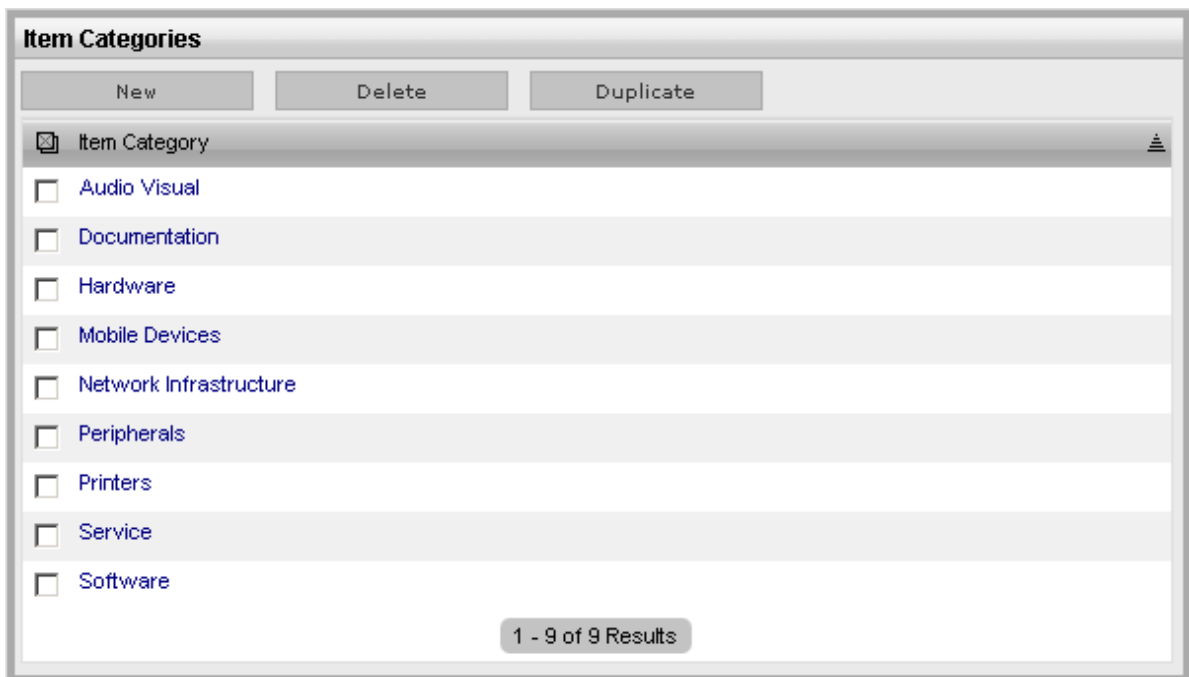 Item Categories
New Delete Duplicate
Item Category
Audio Visual
Documentation
Hardware
Mobile Devices
Network Infrastructure
Peripherals
Printers
Service
Software
1 - 9 of 9 Results